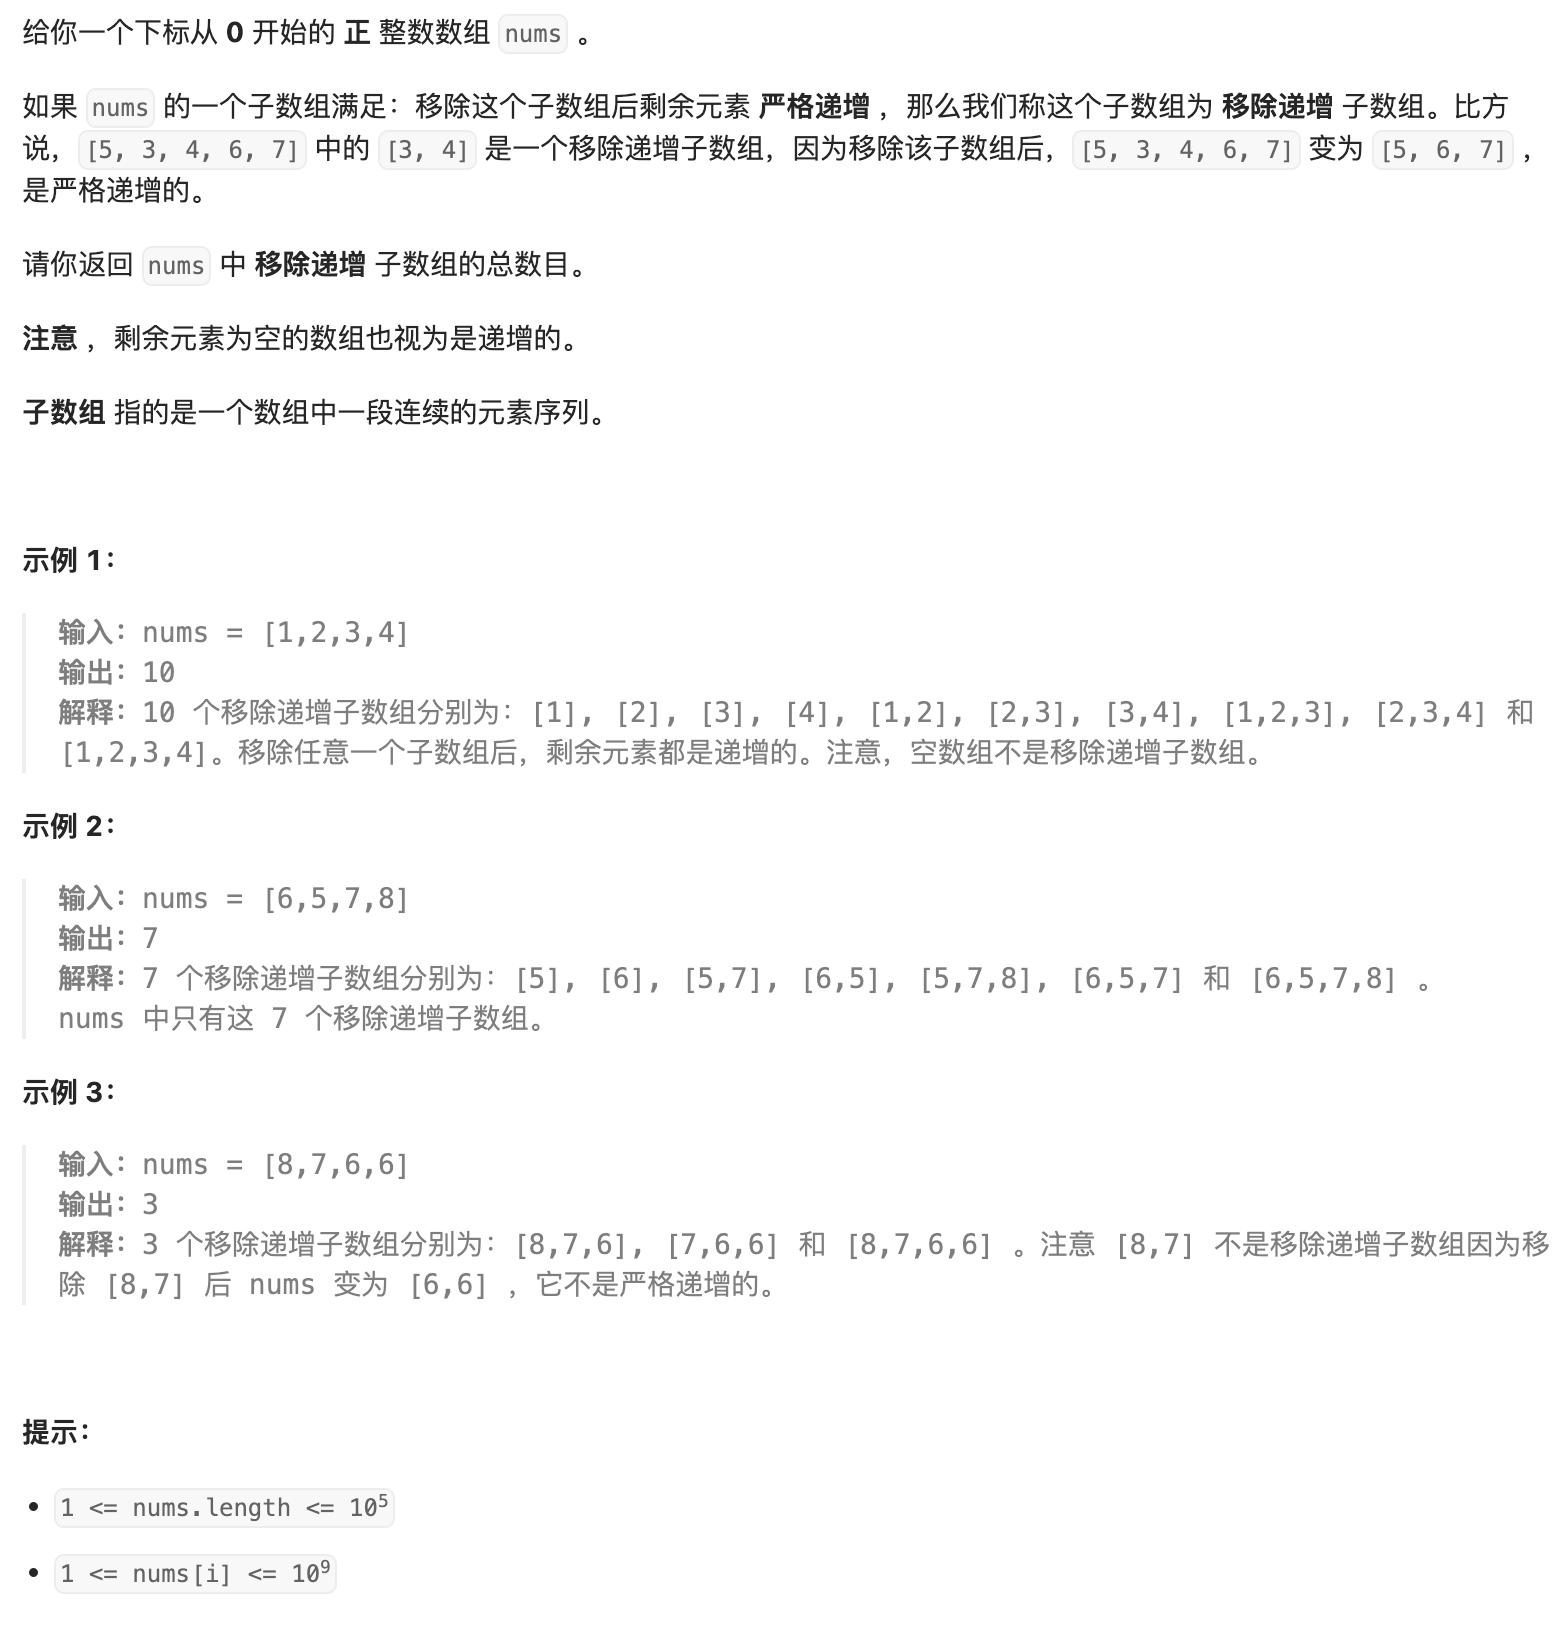 给你一个下标从 0 开始的 正 整数数组 nums 。
如果 nums 的一个子数组满足：移除这个子数组后剩余元素 严格递增 ，那么我们称这个子数组为 移除递增 子数组。比方
说，[5, 3, 4, 6, 7] 中的 [3, 4] 是一个移除递增子数组，因为移除该子数组后，[5, 3, 4, 6, 7] 变为 [5, 6, 7] ，
是严格递增的。
请你返回 nums 中 移除递增 子数组的总数目。
注意 ，剩余元素为空的数组也视为是递增的。
子数组 指的是一个数组中一段连续的元素序列。
示例 1：
输入：nums = [1,2,3,4]
输出：10
解释：10 个移除递增子数组分别为：[1], [2], [3], [4], [1,2], [2,3], [3,4], [1,2,3], [2,3,4] 和
[1,2,3,4]。移除任意一个子数组后，剩余元素都是递增的。注意，空数组不是移除递增子数组。
示例 2：
输入：nums = [6,5,7,8]
输出：7
解释：7 个移除递增子数组分别为：[5], [6], [5,7], [6,5], [5,7,8], [6,5,7] 和 [6,5,7,8] 。
nums 中只有这 7 个移除递增子数组。
示例 3：
输入：nums = [8,7,6,6]
输出：3
解释：3 个移除递增子数组分别为：[8,7,6], [7,6,6] 和 [8,7,6,6] 。注意 [8,7] 不是移除递增子数组因为移
除 [8,7] 后 nums 变为 [6,6] ，它不是严格递增的。
提示：
• 1 <= nums.length <= 10⁵
• 1 <= nums[i] <= 10⁹